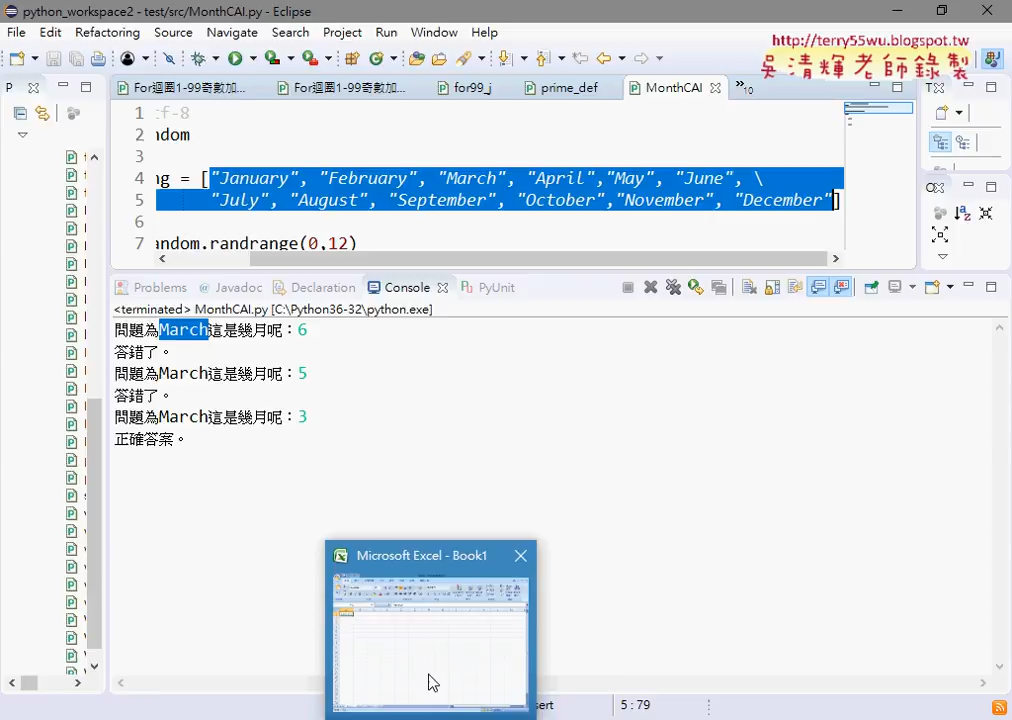 python_workspace2 - test/src/MonthCAI.py - Eclipse
File Edit Refactoring Source Navigate Search Project Run Window Help
http://terry55wu.blogspot.tw
吳清輝老師錄製
P
For迴圈1-99奇數加...
For迴圈1-99奇數加...
for99_j
prime_def
MonthCAI
»10
1 f-8
2 ndom
3
4 ng = ["January", "February", "March", "April","May", "June", \
5 "July", "August", "September", "October","November", "December"]
6
7 andom.randrange(0,12)
Problems @ Javadoc Declaration Console PyUnit
<terminated> MonthCAI.py [C:\Python36-32\python.exe]
問題為March這是幾月呢：6
答錯了。
問題為March這是幾月呢：5
答錯了。
問題為March這是幾月呢：3
正確答案。
Microsoft Excel - Book1
sert
5 : 79